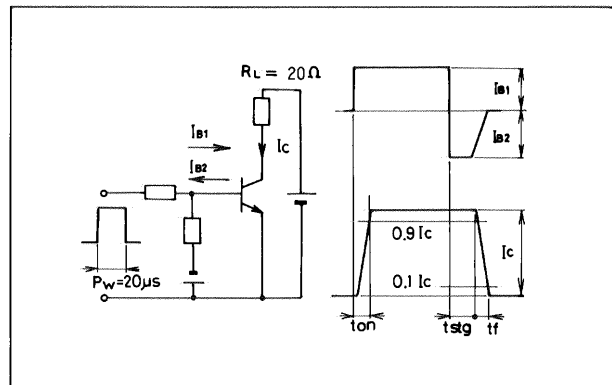 RL = 20Ω
IB1
IB2
Ic
PW=20μs
IB1
IB2
0.9 Ic
Ic
0.1 Ic
ton
tstg
tf